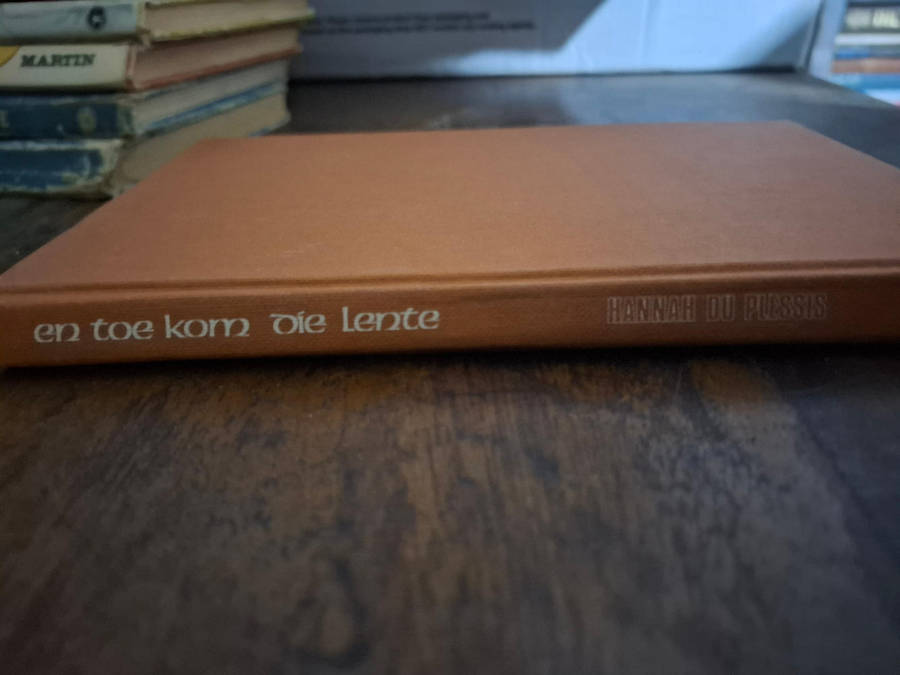 MARTIN
en toe kom die lente
HANNAH DU PLESSIS